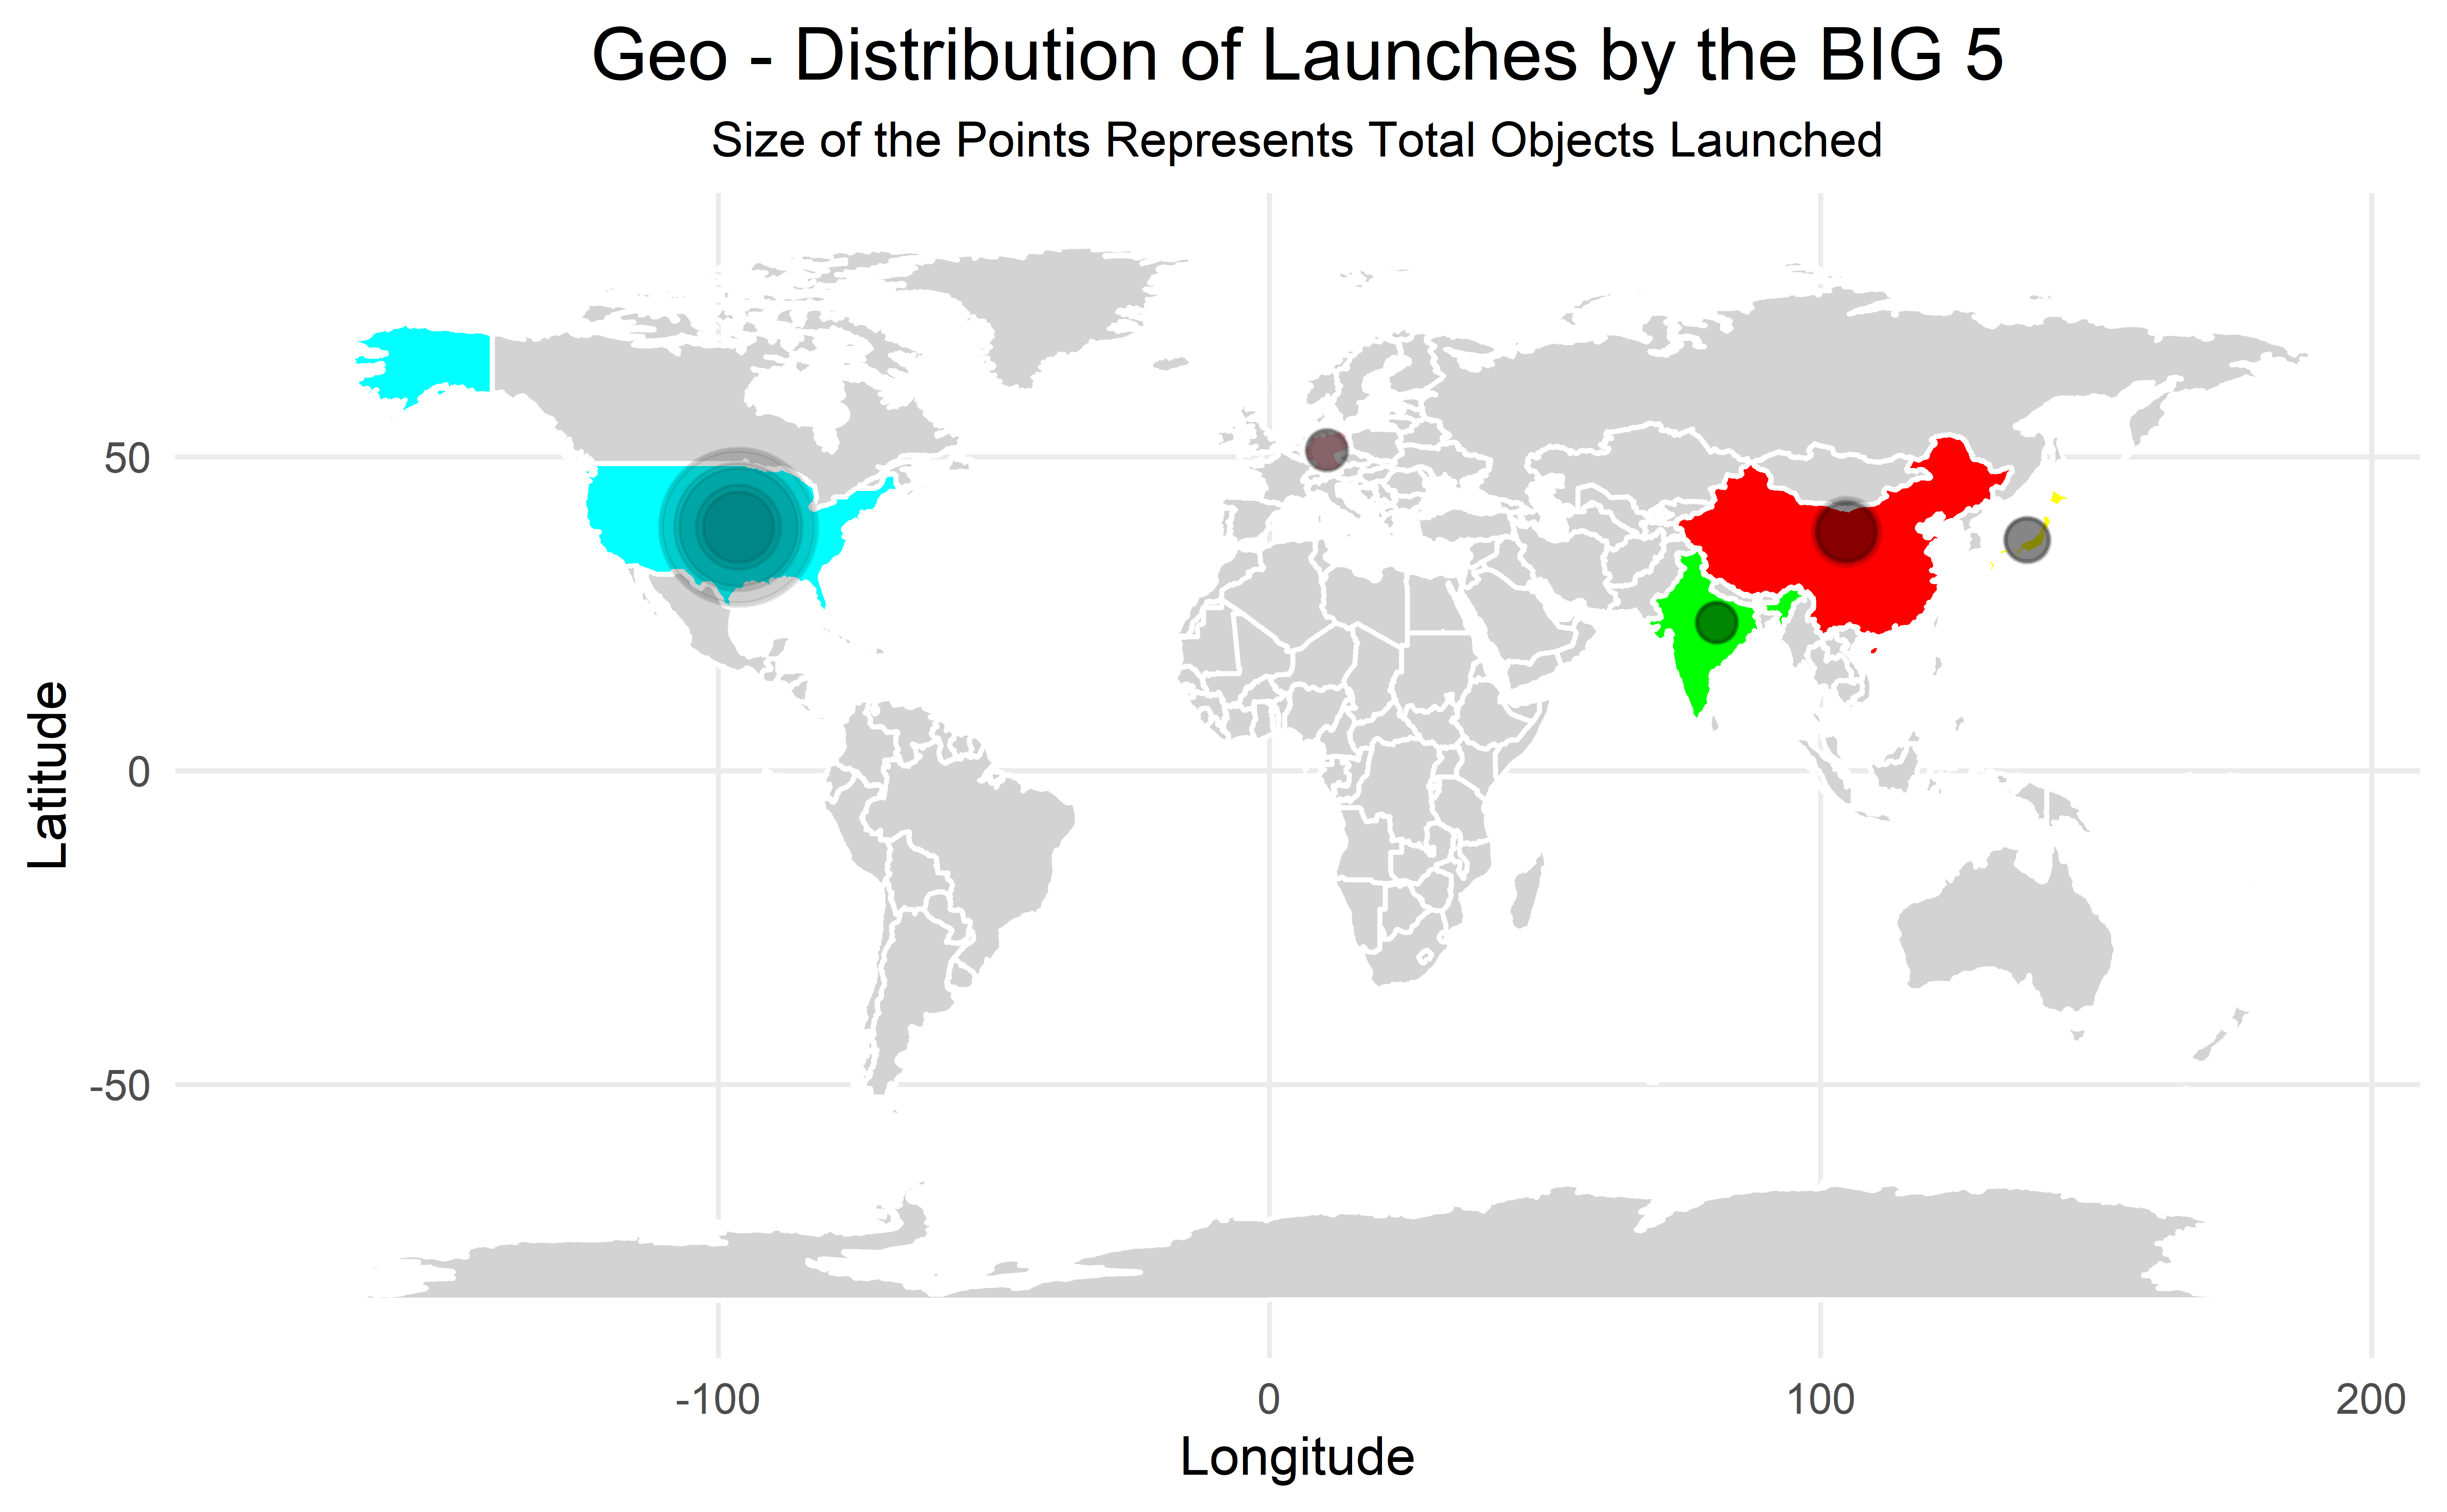 Geo - Distribution of Launches by the BIG 5
Size of the Points Represents Total Objects Launched
50
0
-50
Latitude
-100
0
100
200
Longitude